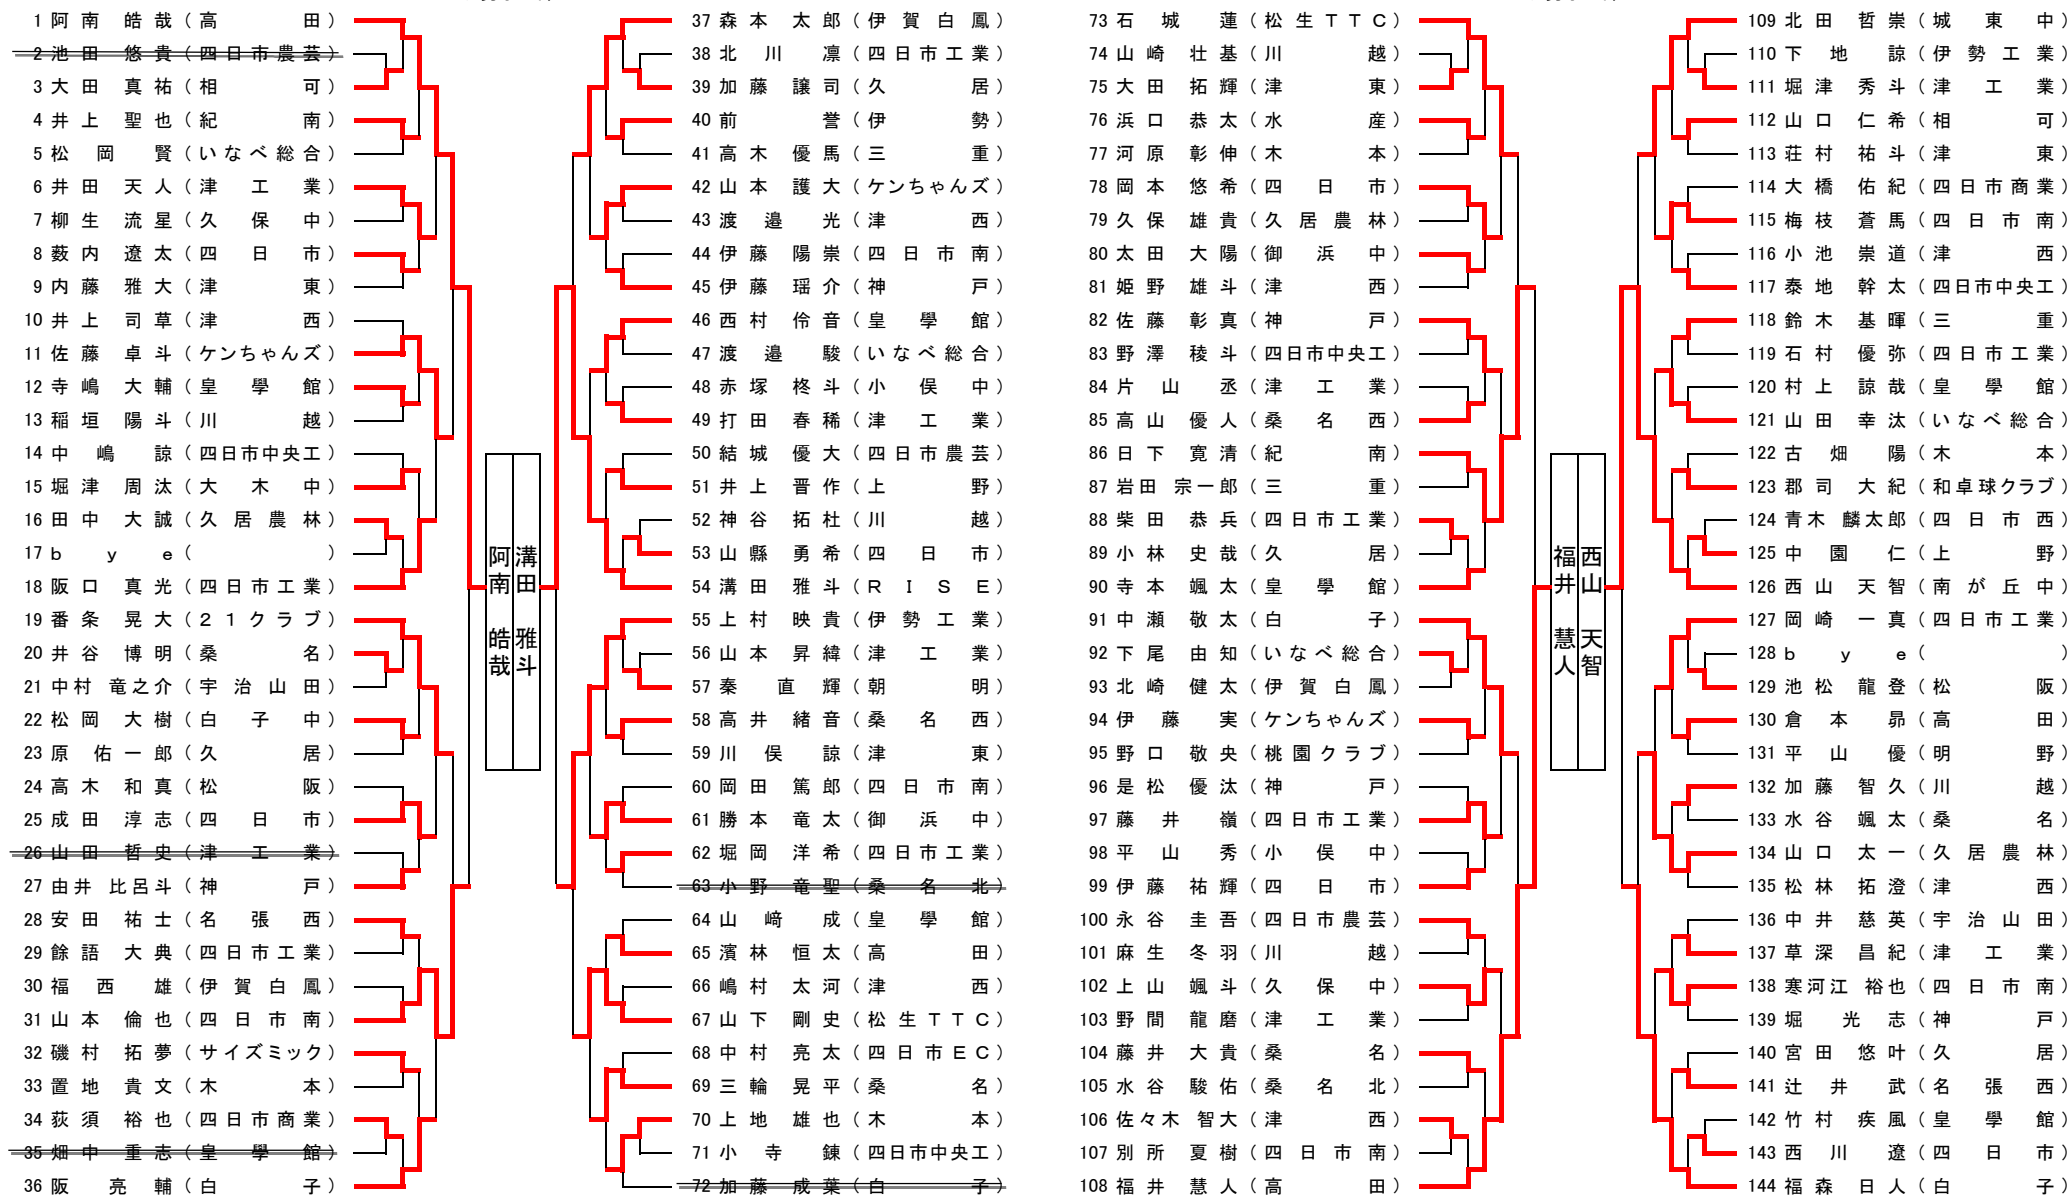 1 阿南 皓哉 (高田)
2 池田 悠貴 (四日市農芸)
3 大田 真祐 (相可)
4 井上 聖也 (紀南)
5 松岡 賢 (いなべ総合)
6 井田 天人 (津工業)
7 柳生 流星 (久保中)
8 薮内 遼太 (四日市)
9 内藤 雅大 (津東)
10 井上 司草 (津西)
11 佐藤 卓斗 (ケンちゃんズ)
12 寺嶋 大輔 (皇學館)
13 稲垣 陽斗 (川越)
14 中嶋 諒 (四日市中央工)
15 堀津 周汰 (大木中)
16 田中 大誠 (久居農林)
17 bye ( )
18 阪口 真光 (四日市工業)
19 番条 晃大 (21クラブ)
20 井谷 博明 (桑名)
21 中村 竜之介 (宇治山田)
22 松岡 大樹 (白子中)
23 原 佑一郎 (久居)
24 高木 和真 (松阪)
25 成田 淳志 (四日市)
26 山田 哲史 (津工業)
27 由井 比呂斗 (神戸)
28 安田 祐士 (名張西)
29 餘語 大典 (四日市工業)
30 福西 雄 (伊賀白鳳)
31 山本 倫也 (四日市南)
32 磯村 拓夢 (サイズミック)
33 置地 貴文 (木本)
34 荻須 裕也 (四日市商業)
35 畑中 重志 (皇學館)
36 阪 亮輔 (白子)
阿南 皓哉
溝田 雅斗
37 森本 太郎 (伊賀白鳳)
38 北川 凛 (四日市工業)
39 加藤 譲司 (久居)
40 前 誉 (伊勢)
41 高木 優馬 (三重)
42 山本 護大 (ケンちゃんズ)
43 渡邉 光 (津西)
44 伊藤 陽崇 (四日市南)
45 伊藤 瑶介 (神戸)
46 西村 伶音 (皇學館)
47 渡邉 駿 (いなべ総合)
48 赤塚 柊斗 (小俣中)
49 打田 春稀 (津工業)
50 結城 優大 (四日市農芸)
51 井上 晋作 (上野)
52 神谷 拓杜 (川越)
53 山縣 勇希 (四日市)
54 溝田 雅斗 (RISE)
55 上村 映貴 (伊勢工業)
56 山本 昇緯 (津工業)
57 秦 直輝 (朝明)
58 高井 緒音 (桑名西)
59 川俣 諒 (津東)
60 岡田 篤郎 (四日市南)
61 勝本 竜太 (御浜中)
62 堀岡 洋希 (四日市工業)
63 小野 竜聖 (桑名北)
64 山﨑 成 (皇學館)
65 濱林 恒太 (高田)
66 嶋村 太河 (津西)
67 山下 剛史 (松生TTC)
68 中村 亮太 (四日市EC)
69 三輪 晃平 (桑名)
70 上地 雄也 (木本)
71 小寺 錬 (四日市中央工)
72 加藤 成葉 (白子)
73 石城 蓮 (松生TTC)
74 山崎 壮基 (川越)
75 大田 拓輝 (津東)
76 浜口 恭太 (水産)
77 河原 彰伸 (木本)
78 岡本 悠希 (四日市)
79 久保 雄貴 (久居農林)
80 太田 大陽 (御浜中)
81 姫野 雄斗 (津西)
82 佐藤 彰真 (神戸)
83 野澤 稜斗 (四日市中央工)
84 片山 丞 (津工業)
85 高山 優人 (桑名西)
86 日下 寛清 (紀南)
87 岩田 宗一郎 (三重)
88 柴田 恭兵 (四日市工業)
89 小林 史哉 (久居)
90 寺本 颯太 (皇學館)
91 中瀬 敬太 (白子)
92 下尾 由知 (いなべ総合)
93 北崎 健太 (伊賀白鳳)
94 伊藤 実 (ケンちゃんズ)
95 野口 敬央 (桃園クラブ)
96 是松 優汰 (神戸)
97 藤井 嶺 (四日市工業)
98 平山 秀 (小俣中)
99 伊藤 祐輝 (四日市)
100 永谷 圭吾 (四日市農芸)
101 麻生 冬羽 (川越)
102 上山 颯斗 (久保中)
103 野間 龍磨 (津工業)
104 藤井 大貴 (桑名)
105 水谷 駿佑 (桑名北)
106 佐々木 智大 (津西)
107 別所 夏樹 (四日市南)
108 福井 慧人 (高田)
福井 慧人
西山 天智
109 北田 哲崇 (城東中)
110 下地 諒 (伊勢工業)
111 堀津 秀斗 (津工業)
112 山口 仁希 (相可)
113 荘村 祐斗 (津東)
114 大橋 佑紀 (四日市商業)
115 梅枝 蒼馬 (四日市南)
116 小池 崇道 (津西)
117 泰地 幹太 (四日市中央工)
118 鈴木 基暉 (三重)
119 石村 優弥 (四日市工業)
120 村上 諒哉 (皇學館)
121 山田 幸汰 (いなべ総合)
122 古畑 陽 (木本)
123 郡司 大紀 (和卓球クラブ)
124 青木 麟太郎 (四日市西)
125 中園 仁 (上野)
126 西山 天智 (南が丘中)
127 岡崎 一真 (四日市工業)
128 bye ( )
129 池松 龍登 (松阪)
130 倉本 昴 (高田)
131 平山 優 (明野)
132 加藤 智久 (川越)
133 水谷 颯太 (桑名)
134 山口 太一 (久居農林)
135 松林 拓澄 (津西)
136 中井 慈英 (宇治山田)
137 草深 昌紀 (津工業)
138 寒河江 裕也 (四日市南)
139 堀 光志 (神戸)
140 宮田 悠叶 (久居)
141 辻井 武 (名張西)
142 竹村 疾風 (皇學館)
143 西川 遼 (四日市)
144 福森 日人 (白子)